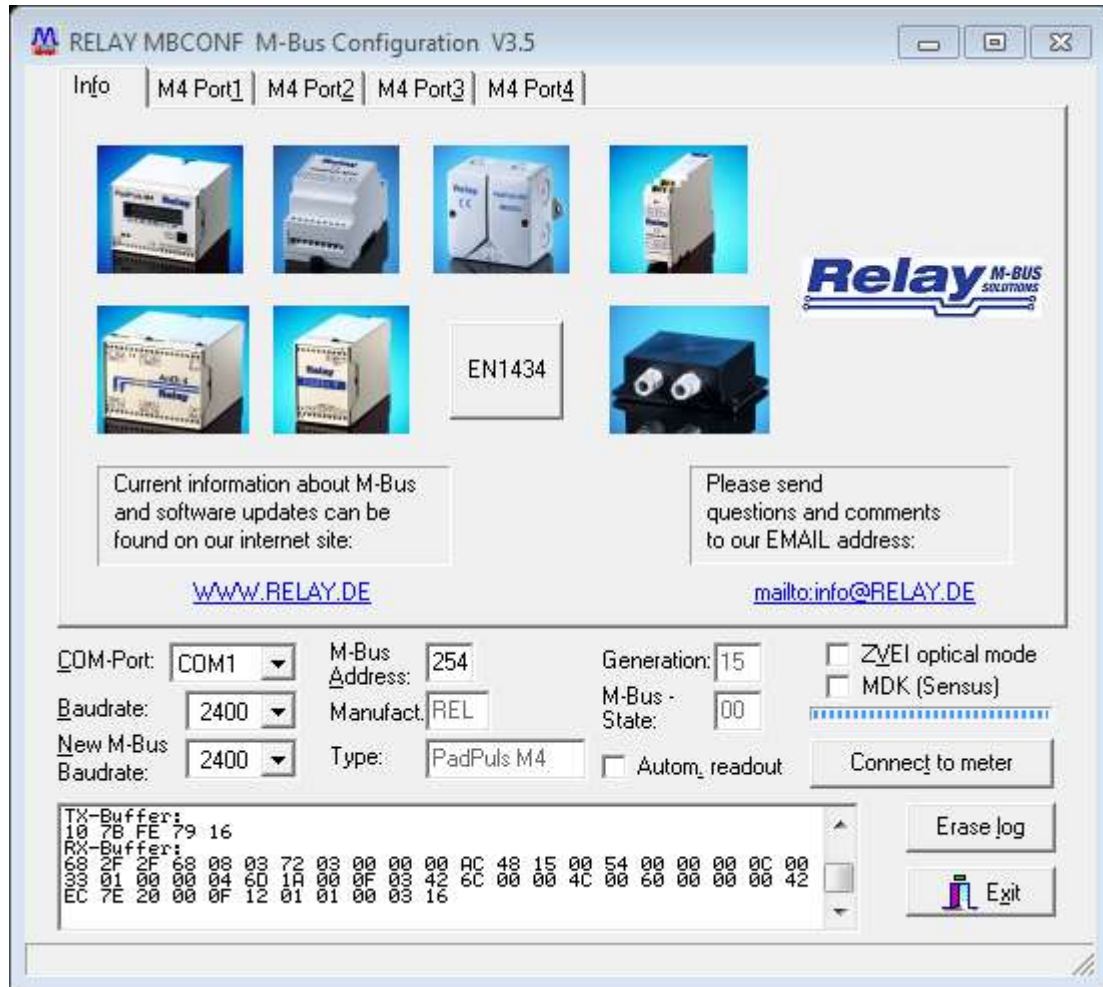 RELAY MBCONF M-Bus Configuration V3.5
Info M4 Port1 M4 Port2 M4 Port3 M4 Port4
PadPuls M4 Relay
Relay
Relay
Relay M-BUS SOLUTIONS
Relay
Relay
EN1434
Current information about M-Bus
and software updates can be
found on our internet site:
WWW.RELAY.DE
Please send
questions and comments
to our EMAIL address:
mailto:info@RELAY.DE
COM-Port: COM1
Baudrate: 2400
New M-Bus
Baudrate: 2400
M-Bus
Address: 254
Manufact. REL
Type: PadPuls M4
Generation: 15
M-Bus -
State: 00
Autom. readout
ZVEI optical mode
MDK (Sensus)
Connect to meter
TX-Buffer:
10 7B FE 79 16
RX-Buffer:
68 2F 2F 68 08 03 72 03 00 00 00 AC 48 15 00 54 00 00 00 0C 00
33 01 00 00 04 6D 1A 00 0F 03 42 6C 00 00 4C 00 60 00 00 00 42
EC 7E 20 00 0F 12 01 01 00 03 16
Erase log
Exit